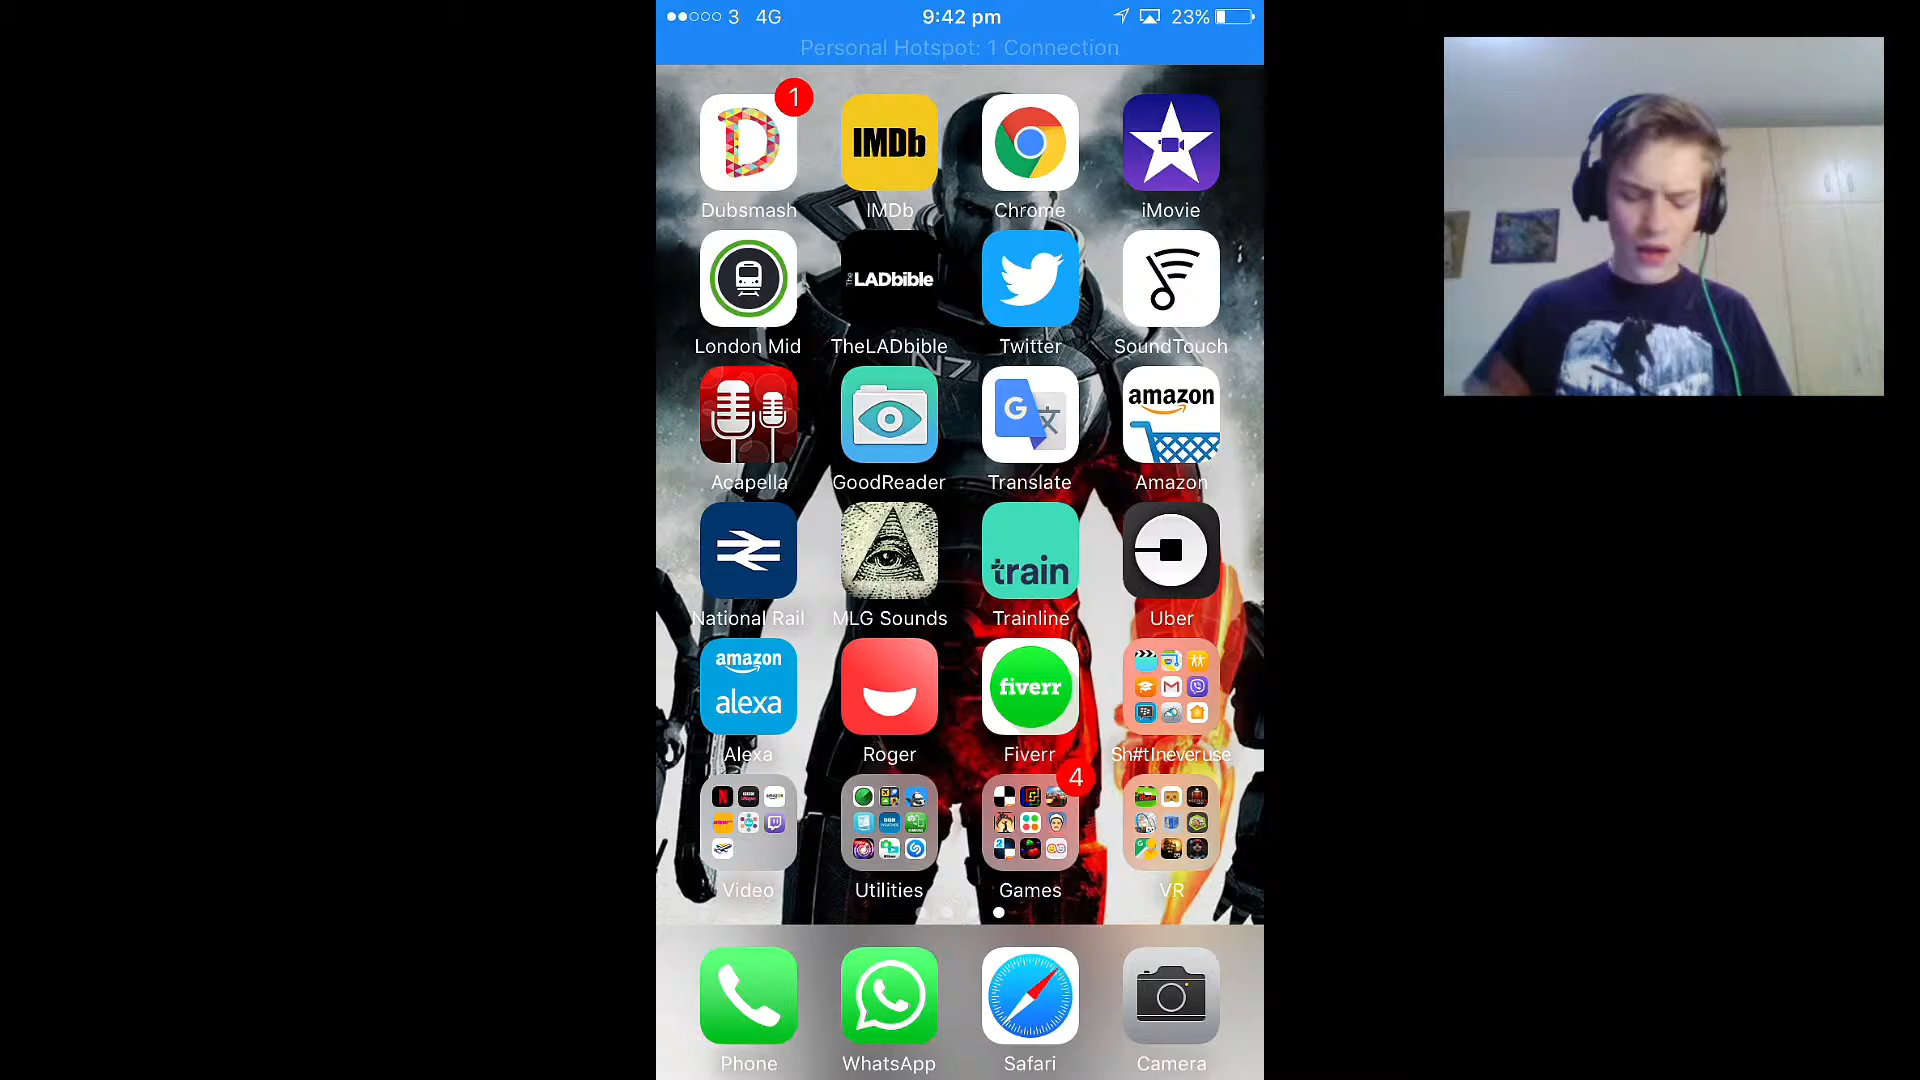 3 4G 9:42 pm 23%
Personal Hotspot: 1 Connection
1
D IMDb
Dubsmash IMDb Chrome iMovie
The LADbible
London Mid TheLADbible Twitter SoundTouch
N7
G amazon
Acapella GoodReader Translate Amazon
train
National Rail MLG Sounds Trainline Uber
amazon
alexa fiverr
Alexa Roger Fiverr Sh#tIneveruse
4
Video Utilities Games VR
Phone WhatsApp Safari Camera